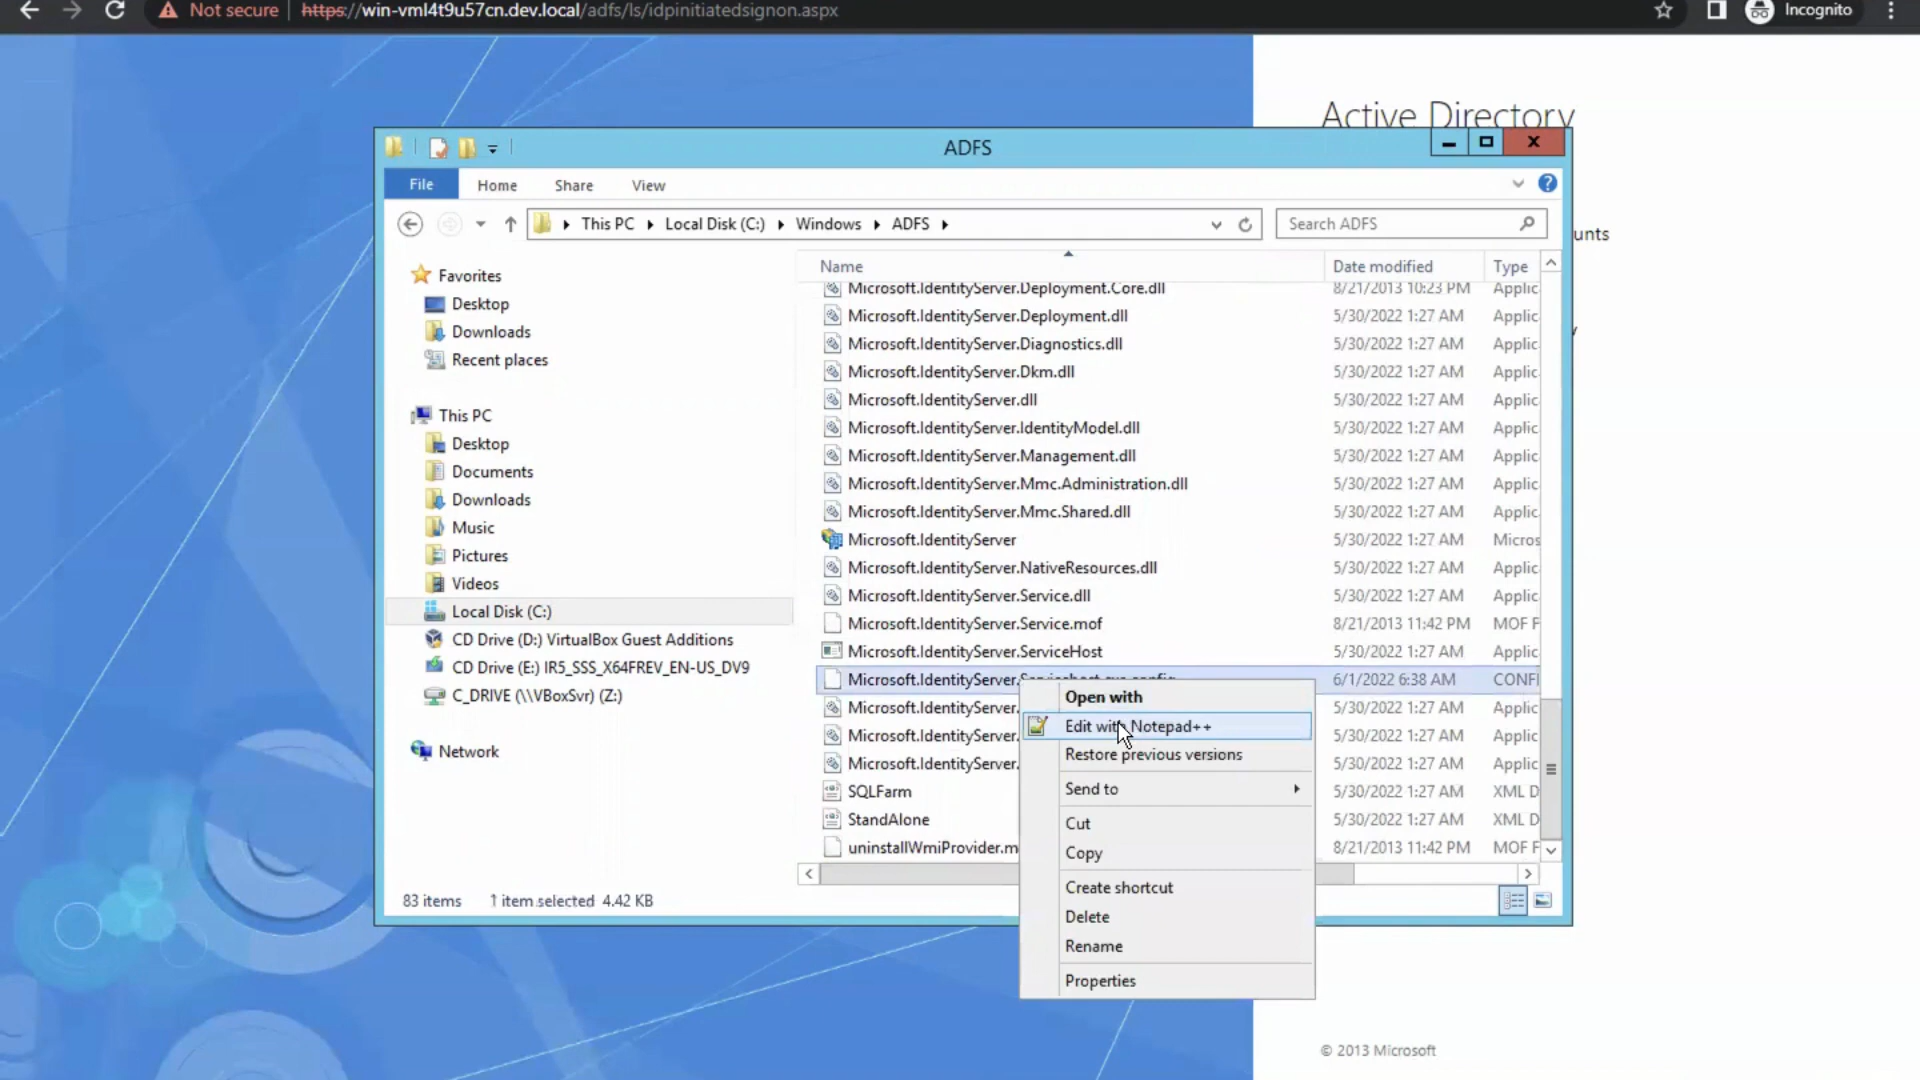 Not secure https://win-vml4t9u57cn.dev.local/adfs/ls/idpinitiatedsignon.aspx Incognito
Active Directory
ADFS
File Home Share View
This PC Local Disk (C:) Windows ADFS Search ADFS
unts
Name Date modified Type
Favorites
Desktop
Downloads
Recent places
This PC
Desktop
Documents
Downloads
Music
Pictures
Videos
Local Disk (C:)
CD Drive (D:) VirtualBox Guest Additions
CD Drive (E:) IR5_SSS_X64FREV_EN-US_DV9
C_DRIVE (\\VBoxSvr) (Z:)
Network
Microsoft.IdentityServer.Deployment.Core.dll 8/21/2013 10:23 PM Applic
Microsoft.IdentityServer.Deployment.dll 5/30/2022 1:27 AM Applic
Microsoft.IdentityServer.Diagnostics.dll 5/30/2022 1:27 AM Applic
Microsoft.IdentityServer.Dkm.dll 5/30/2022 1:27 AM Applic
Microsoft.IdentityServer.dll 5/30/2022 1:27 AM Applic
Microsoft.IdentityServer.IdentityModel.dll 5/30/2022 1:27 AM Applic
Microsoft.IdentityServer.Management.dll 5/30/2022 1:27 AM Applic
Microsoft.IdentityServer.Mmc.Administration.dll 5/30/2022 1:27 AM Applic
Microsoft.IdentityServer.Mmc.Shared.dll 5/30/2022 1:27 AM Applic
Microsoft.IdentityServer 5/30/2022 1:27 AM Micros
Microsoft.IdentityServer.NativeResources.dll 5/30/2022 1:27 AM Applic
Microsoft.IdentityServer.Service.dll 5/30/2022 1:27 AM Applic
Microsoft.IdentityServer.Service.mof 8/21/2013 11:42 PM MOF F
Microsoft.IdentityServer.ServiceHost 5/30/2022 1:27 AM Applic
Microsoft.IdentityServer.Servicehost.exe.config 6/1/2022 6:38 AM CONFI
Microsoft.IdentityServer. 5/30/2022 1:27 AM Applic
Microsoft.IdentityServer. 5/30/2022 1:27 AM Applic
Microsoft.IdentityServer. 5/30/2022 1:27 AM Applic
SQLFarm 5/30/2022 1:27 AM XML D
StandAlone 5/30/2022 1:27 AM XML D
uninstallWmiProvider.m 8/21/2013 11:42 PM MOF F
Open with
Edit with Notepad++
Restore previous versions
Send to
Cut
Copy
Create shortcut
Delete
Rename
Properties
83 items 1 item selected 4.42 KB
© 2013 Microsoft